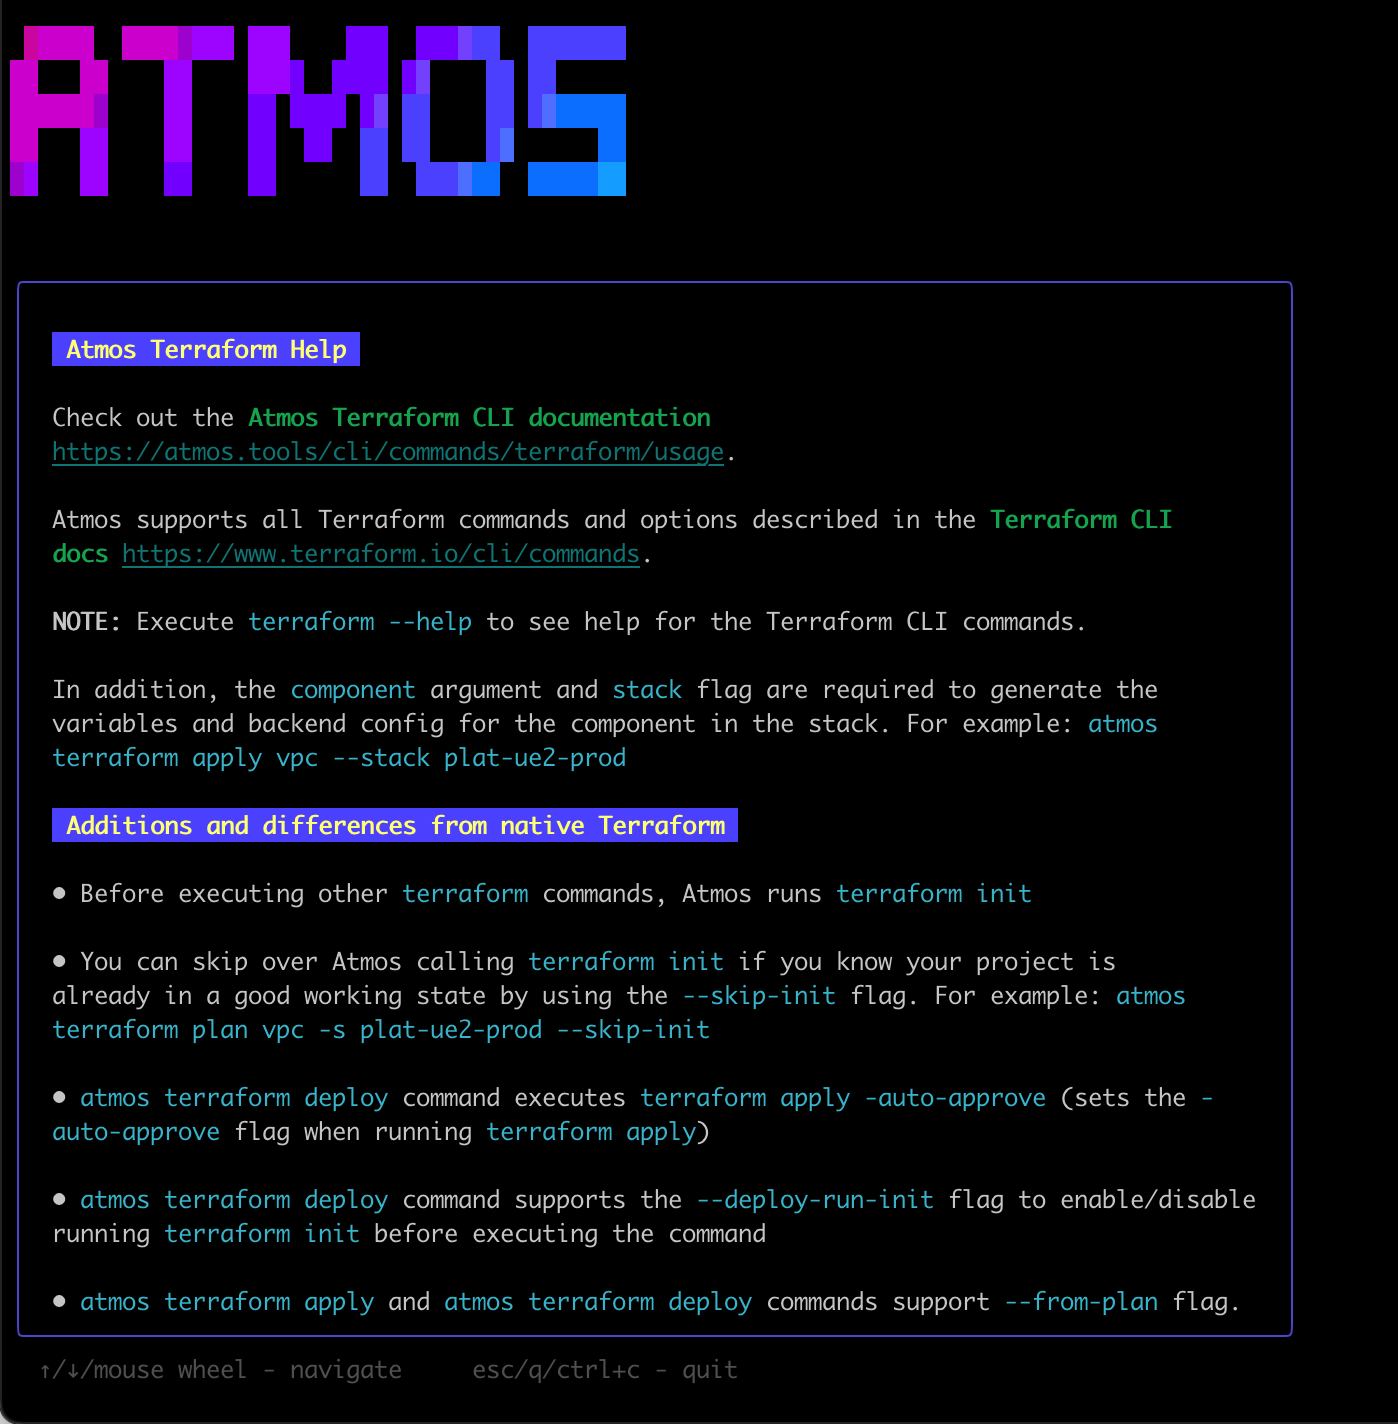 ATMOS
Atmos Terraform Help
Check out the Atmos Terraform CLI documentation
https://atmos.tools/cli/commands/terraform/usage.
Atmos supports all Terraform commands and options described in the Terraform CLI
docs https://www.terraform.io/cli/commands.
NOTE: Execute terraform --help to see help for the Terraform CLI commands.
In addition, the component argument and stack flag are required to generate the
variables and backend config for the component in the stack. For example: atmos
terraform apply vpc --stack plat-ue2-prod
Additions and differences from native Terraform
• Before executing other terraform commands, Atmos runs terraform init
• You can skip over Atmos calling terraform init if you know your project is
already in a good working state by using the --skip-init flag. For example: atmos
terraform plan vpc -s plat-ue2-prod --skip-init
• atmos terraform deploy command executes terraform apply -auto-approve (sets the -
auto-approve flag when running terraform apply)
• atmos terraform deploy command supports the --deploy-run-init flag to enable/disable
running terraform init before executing the command
• atmos terraform apply and atmos terraform deploy commands support --from-plan flag.
↑/↓/mouse wheel - navigate     esc/q/ctrl+c - quit